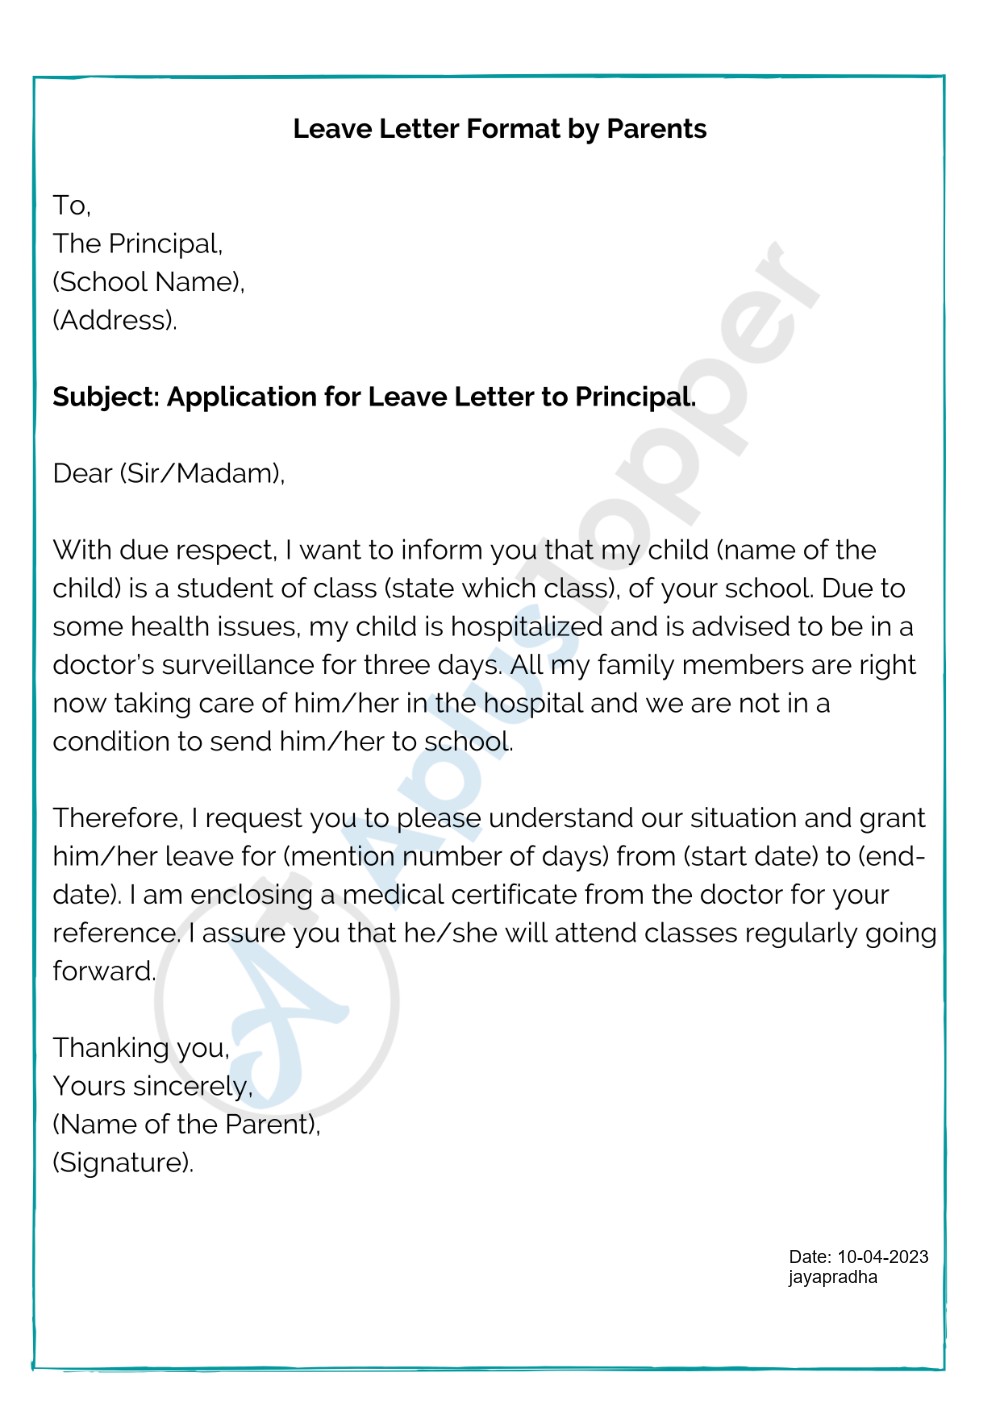 Leave Letter Format by Parents
To,
The Principal,
(School Name),
(Address).
Subject: Application for Leave Letter to Principal.
Dear (Sir/Madam),
With due respect, I want to inform you that my child (name of the
child) is a student of class (state which class), of your school. Due to
some health issues, my child is hospitalized and is advised to be in a
doctor's surveillance for three days. All my family members are right
now taking care of him/her in the hospital and we are not in a
condition to send him/her to school.
Therefore, I request you to please understand our situation and grant
him/her leave for (mention number of days) from (start date) to (end-
date). I am enclosing a medical certificate from the doctor for your
reference. I assure you that he/she will attend classes regularly going
forward.
Thanking you,
Yours sincerely,
(Name of the Parent),
(Signature).
Date: 10-04-2023
jayapradha
AplusTopper
A+